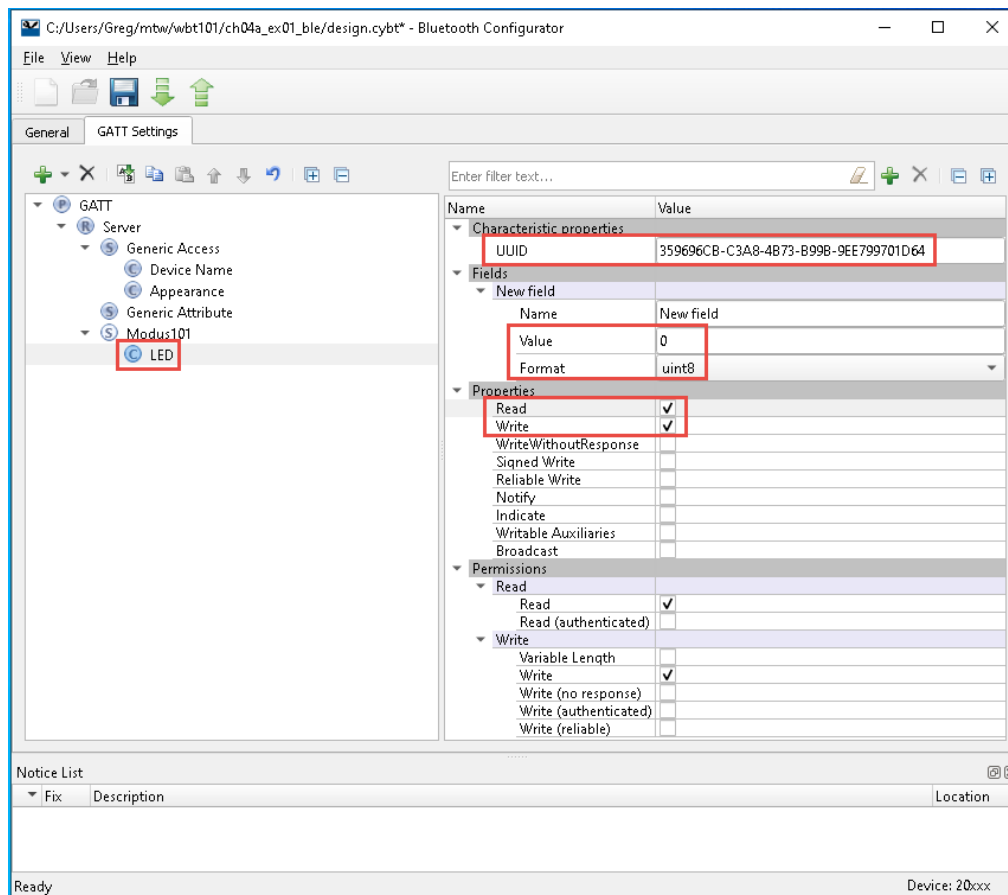 C:/Users/Greg/mtw/wbt101/ch04a_ex01_ble/design.cybt* - Bluetooth Configurator
File View Help
General GATT Settings
Enter filter text...
P GATT
R Server
S Generic Access
C Device Name
C Appearance
S Generic Attribute
S Modus101
C LED
Name Value
Characteristic properties
UUID 359696CB-C3A8-4B73-B99B-9EE799701D64
Fields
New field
Name New field
Value 0
Format uint8
Properties
Read
Write
WriteWithoutResponse
Signed Write
Reliable Write
Notify
Indicate
Writable Auxiliaries
Broadcast
Permissions
Read
Read
Read (authenticated)
Write
Variable Length
Write
Write (no response)
Write (authenticated)
Write (reliable)
Notice List
Fix Description Location
Ready Device: 20xxx